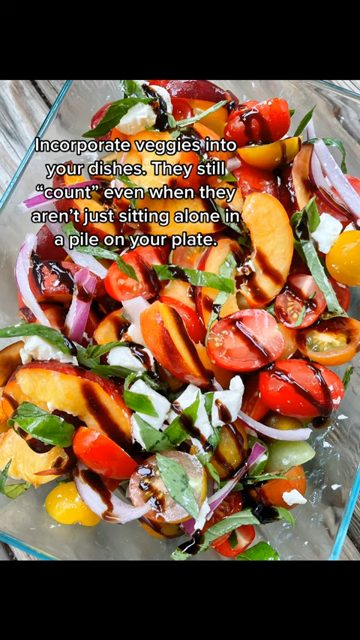 Incorporate veggies into
your dishes. They still
“count” even when they
aren’t just sitting alone in
a pile on your plate.